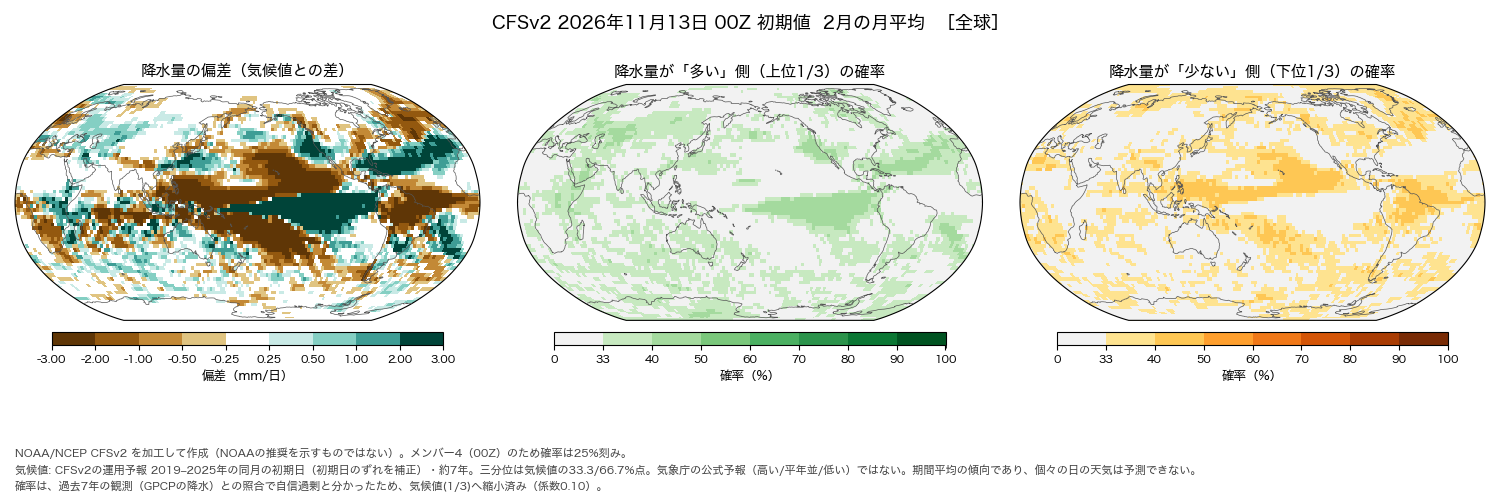 CFSv2 2026年11月13日 00Z 初期値 2月の月平均 ［全球］
降水量の偏差（気候値との差）
降水量が「多い」側（上位1/3）の確率
降水量が「少ない」側（下位1/3）の確率
-3.00 -2.00 -1.00 -0.50 -0.25 0.25 0.50 1.00 2.00 3.00
偏差（mm/日）
0 33 40 50 60 70 80 90 100
確率（%）
0 33 40 50 60 70 80 90 100
確率（%）
NOAA/NCEP CFSv2 を加工して作成（NOAAの推奨を示すものではない）。メンバー4（00Z）のため確率は25%刻み。
気候値: CFSv2の運用予報 2019–2025年の同月の初期日（初期日のずれを補正）・約7年。三分位は気候値の33.3/66.7%点。気象庁の公式予報（高い/平年並/低い）ではない。期間平均の傾向であり、個々の日の天気は予測できない。
確率は、過去7年の観測（GPCPの降水）との照合で自信過剰と分かったため、気候値(1/3)へ縮小済み（係数0.10）。